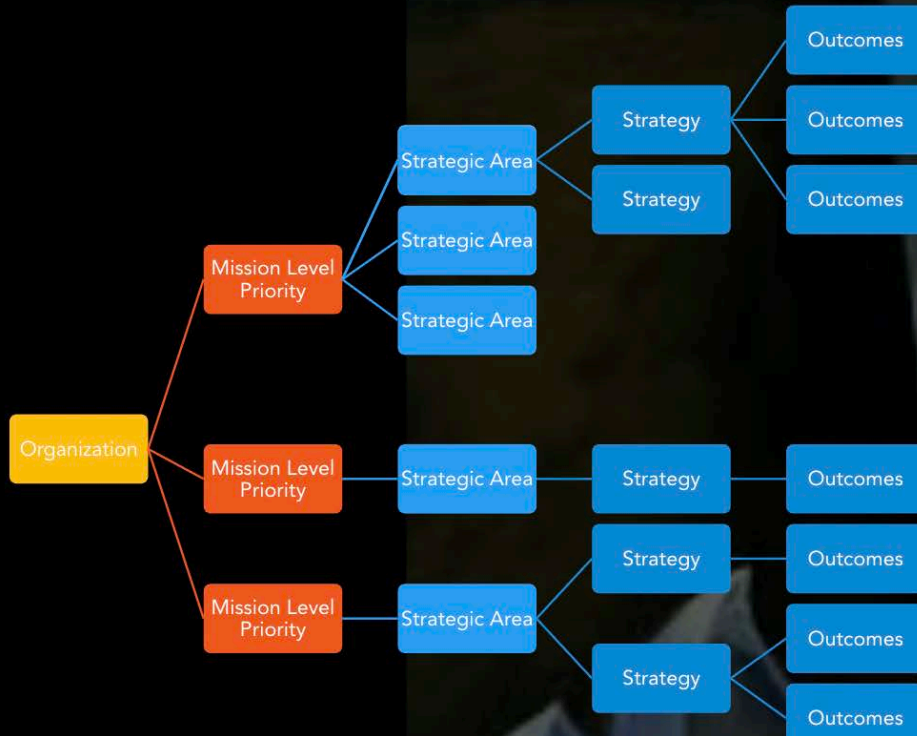 Outcomes
Strategy
Outcomes
Strategic Area
Strategy
Outcomes
Strategic Area
Mission Level
Priority
Strategic Area
Organization
Mission Level
Priority
Strategic Area
Strategy
Outcomes
Strategy
Outcomes
Mission Level
Priority
Strategic Area
Outcomes
Strategy
Outcomes